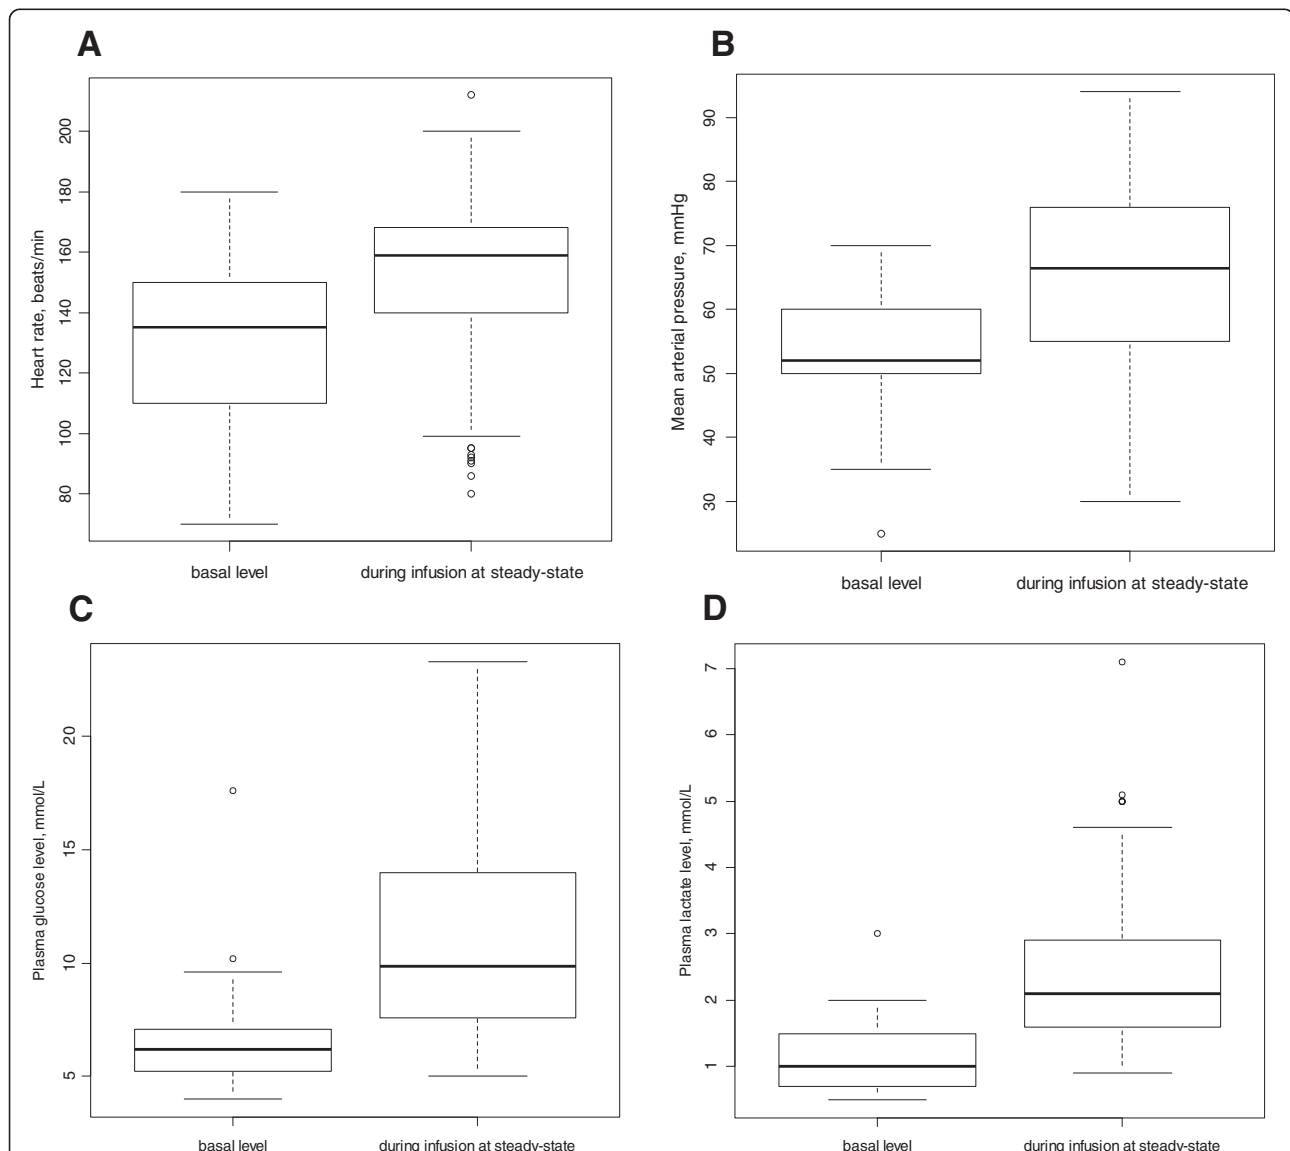 A
B
Heart rate, beats/min
80
100
120
140
160
180
200
basal level
during infusion at steady-state
Mean arterial pressure, mmHg
30
40
50
60
70
80
90
basal level
during infusion at steady-state
C
D
Plasma glucose level, mmol/L
5
10
15
20
basal level
during infusion at steady-state
Plasma lactate level, mmol/L
1
2
3
4
5
6
7
basal level
during infusion at steady-state